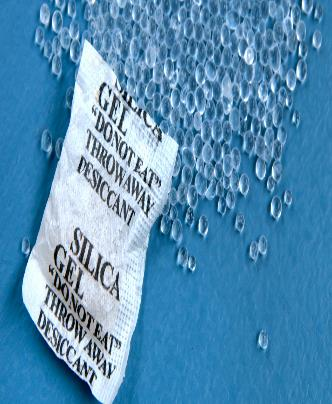 SILICA
GEL
"DO NOT EAT"
THROW AWAY
DESICCANT
SILICA
GEL
"DO NOT EAT"
THROW AWAY
DESICCANT